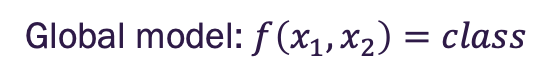 Global model: f(x₁, x₂) = class